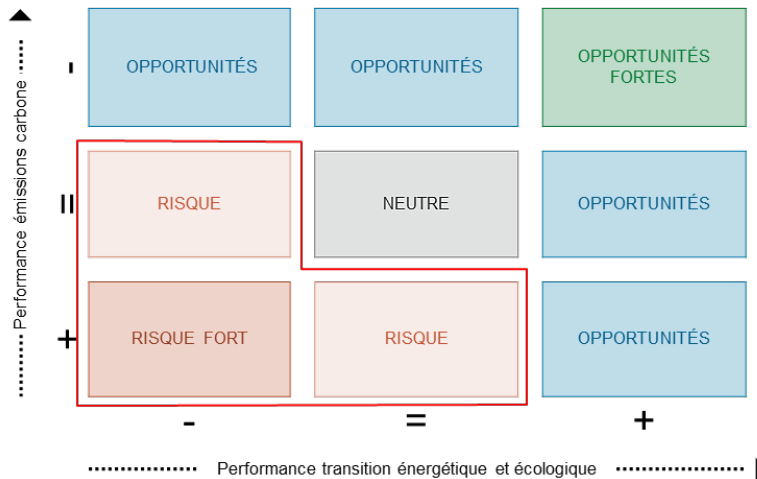 -
OPPORTUNITÉS
OPPORTUNITÉS
OPPORTUNITÉS
FORTES
Performance émissions carbone
=
RISQUE
NEUTRE
OPPORTUNITÉS
+
RISQUE FORT
RISQUE
OPPORTUNITÉS
-
=
+
Performance transition énergétique et écologique